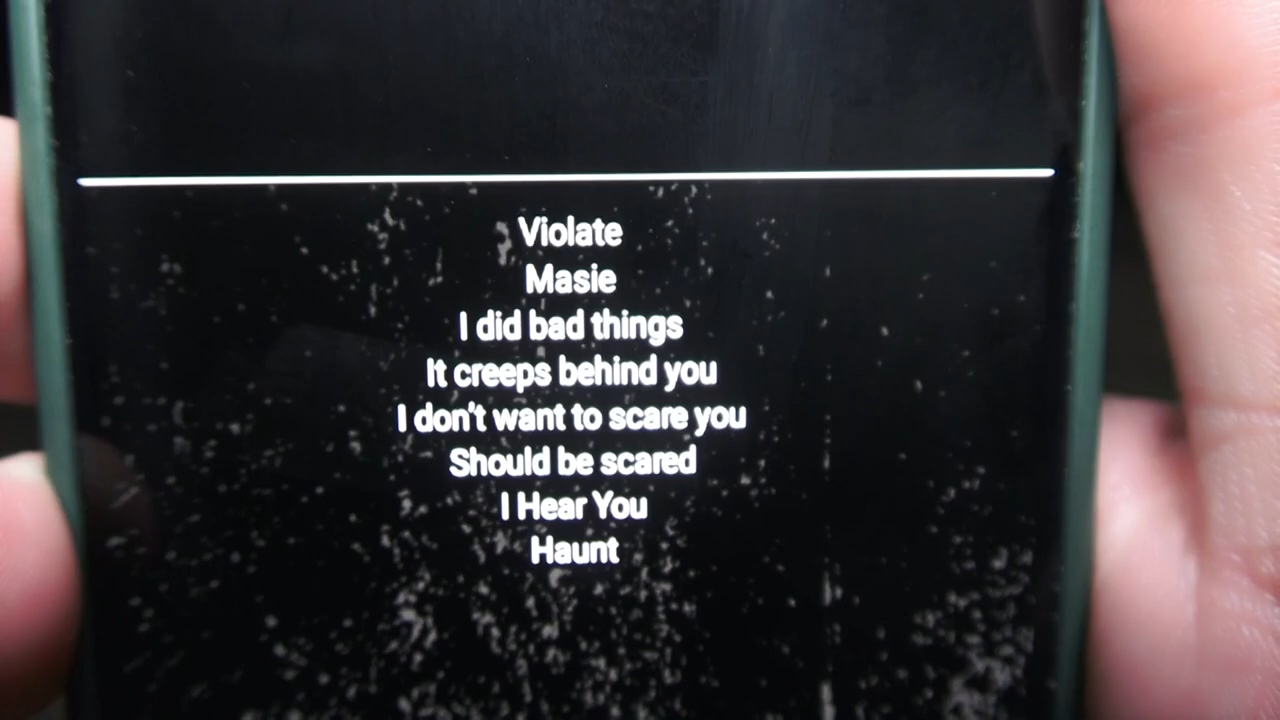 Violate
Masie
I did bad things
It creeps behind you
I don't want to scare you
Should be scared
I Hear You
Haunt